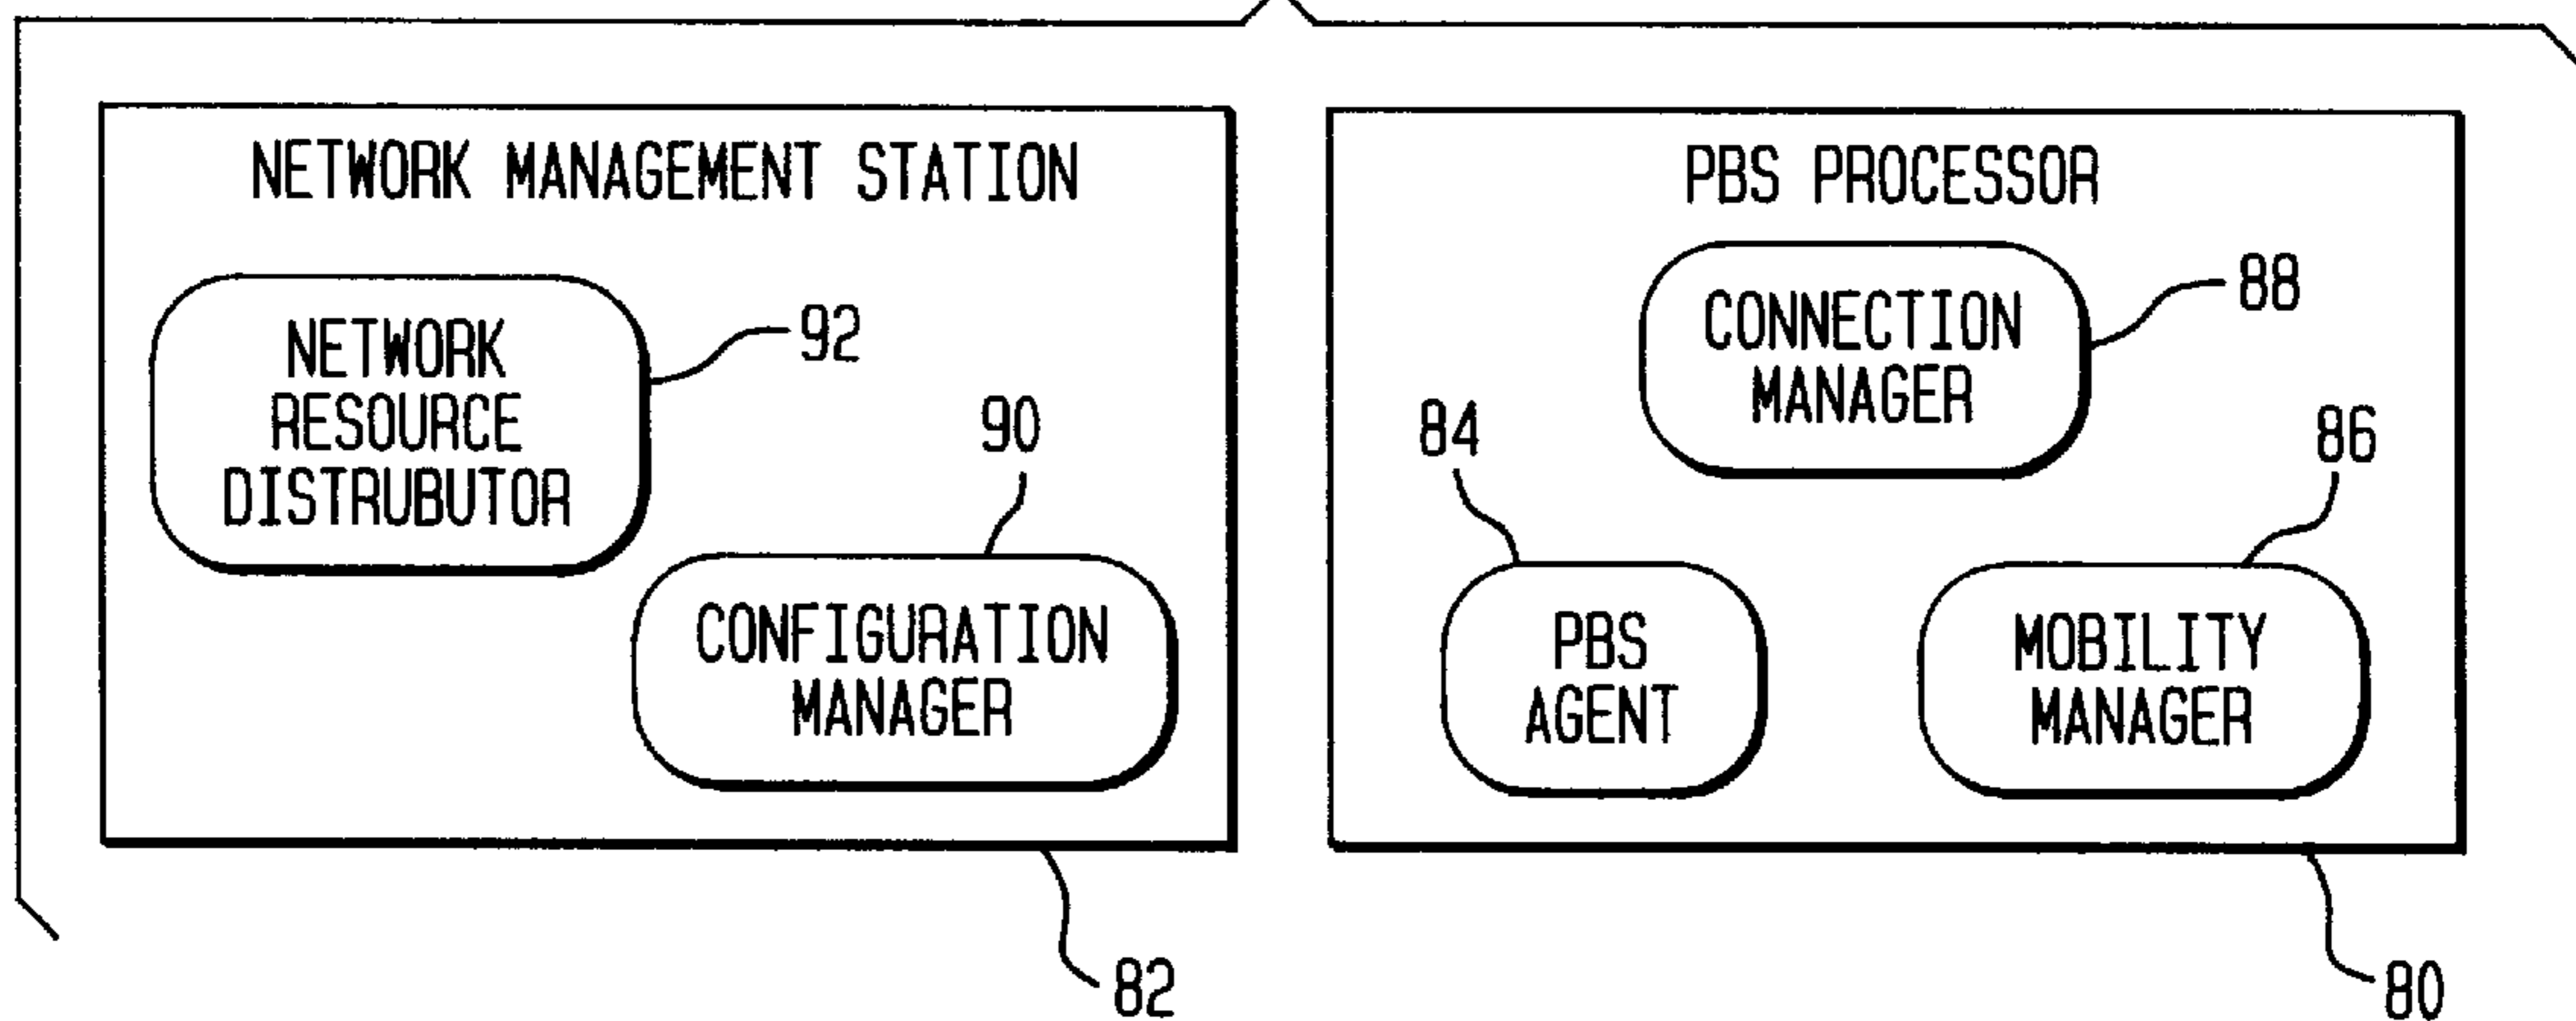 NETWORK MANAGEMENT STATION
NETWORK
RESOURCE
DISTRUBUTOR
92
90
CONFIGURATION
MANAGER
82
PBS PROCESSOR
CONNECTION
MANAGER
88
84
86
PBS
AGENT
MOBILITY
MANAGER
80